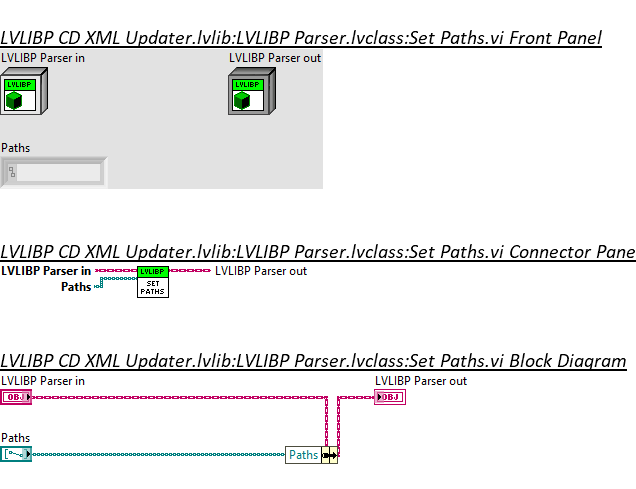 LVLIBP CD XML Updater.lvlib:LVLIBP Parser.lvclass:Set Paths.vi Front Panel
LVLIBP Parser in
LVLIBP Parser out
LVLIBP
LVLIBP
Paths
LVLIBP CD XML Updater.lvlib:LVLIBP Parser.lvclass:Set Paths.vi Connector Pane
LVLIBP Parser in
LVLIBP
LVLIBP Parser out
Paths
SET
PATHS
LVLIBP CD XML Updater.lvlib:LVLIBP Parser.lvclass:Set Paths.vi Block Diagram
LVLIBP Parser in
LVLIBP Parser out
OBJ
OBJ
Paths
Paths